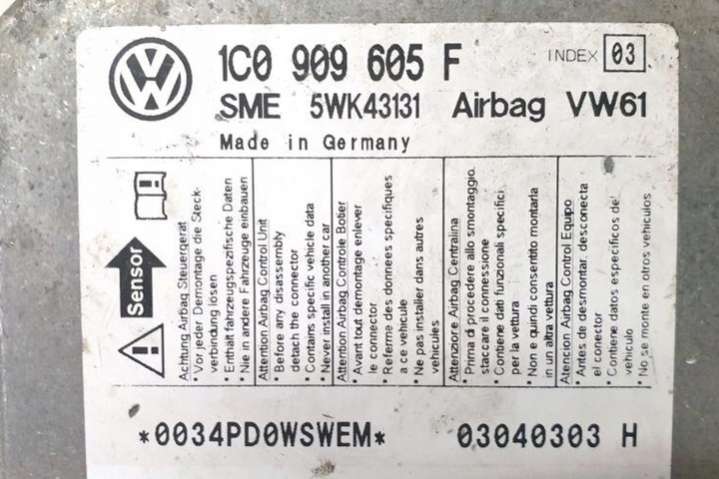 VW
1C0 909 605 F
INDEX 03
SME 5WK43131 Airbag VW61
Made in Germany
Sensor
Achtung Airbag Steuergerät
• Vor jeder Demontage die Steck-
verbindung lösen
• Enthält fahrzeugspezifische Daten
• Nie in andere Fahrzeuge einbauen
Attention Airbag Control Unit
• Before any disassembly
detach the connector
• Contains specific vehicle data
• Never install in another car
Attention Airbag Controle Boîtier
• Avant tout demontage enlever
le connector
• Referme des données specifiques
a ce vehicule
• Ne pas installer dans autres
vehicules
Attenzione Airbag Centralina
• Prima di procedere allo smontaggio,
staccare il connessione
• Contiene dati funzionali specifici
per la vettura
• Non e quindi consentito montarla
in un altra vettura
Atencion Airbag Control Equipo
• Antes de desmontar, desconecta
el conector
• Contiene datos especificos del
vehiculo
• No se monte en otros vehiculos
*0034PD0WSWEM*
03040303 H